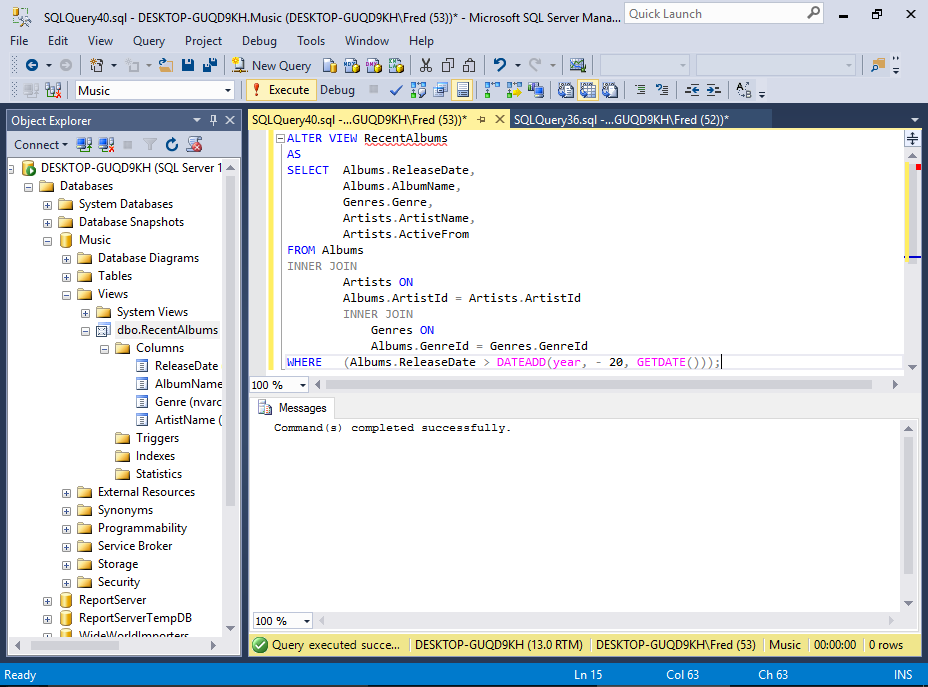 SQLQuery40.sql - DESKTOP-GUQD9KH.Music (DESKTOP-GUQD9KH\Fred (53))* - Microsoft SQL Server Mana...
Quick Launch
File Edit View Query Project Debug Tools Window Help
New Query
Music
Execute Debug
Object Explorer
Connect
DESKTOP-GUQD9KH (SQL Server 1
Databases
System Databases
Database Snapshots
Music
Database Diagrams
Tables
Views
System Views
dbo.RecentAlbums
Columns
ReleaseDate
AlbumName
Genre (nvarc
ArtistName (
Triggers
Indexes
Statistics
External Resources
Synonyms
Programmability
Service Broker
Storage
Security
ReportServer
ReportServerTempDB
WideWorldImporters
SQLQuery40.sql -...GUQD9KH\Fred (53))*
SQLQuery36.sql -...GUQD9KH\Fred (52))*
ALTER VIEW RecentAlbums
AS
SELECT Albums.ReleaseDate,
Albums.AlbumName,
Genres.Genre,
Artists.ArtistName,
Artists.ActiveFrom
FROM Albums
INNER JOIN
Artists ON
Albums.ArtistId = Artists.ArtistId
INNER JOIN
Genres ON
Albums.GenreId = Genres.GenreId
WHERE (Albums.ReleaseDate > DATEADD(year, - 20, GETDATE()));
100 %
Messages
Command(s) completed successfully.
100 %
Query executed succe... DESKTOP-GUQD9KH (13.0 RTM) DESKTOP-GUQD9KH\Fred (53) Music 00:00:00 0 rows
Ready Ln 15 Col 63 Ch 63 INS